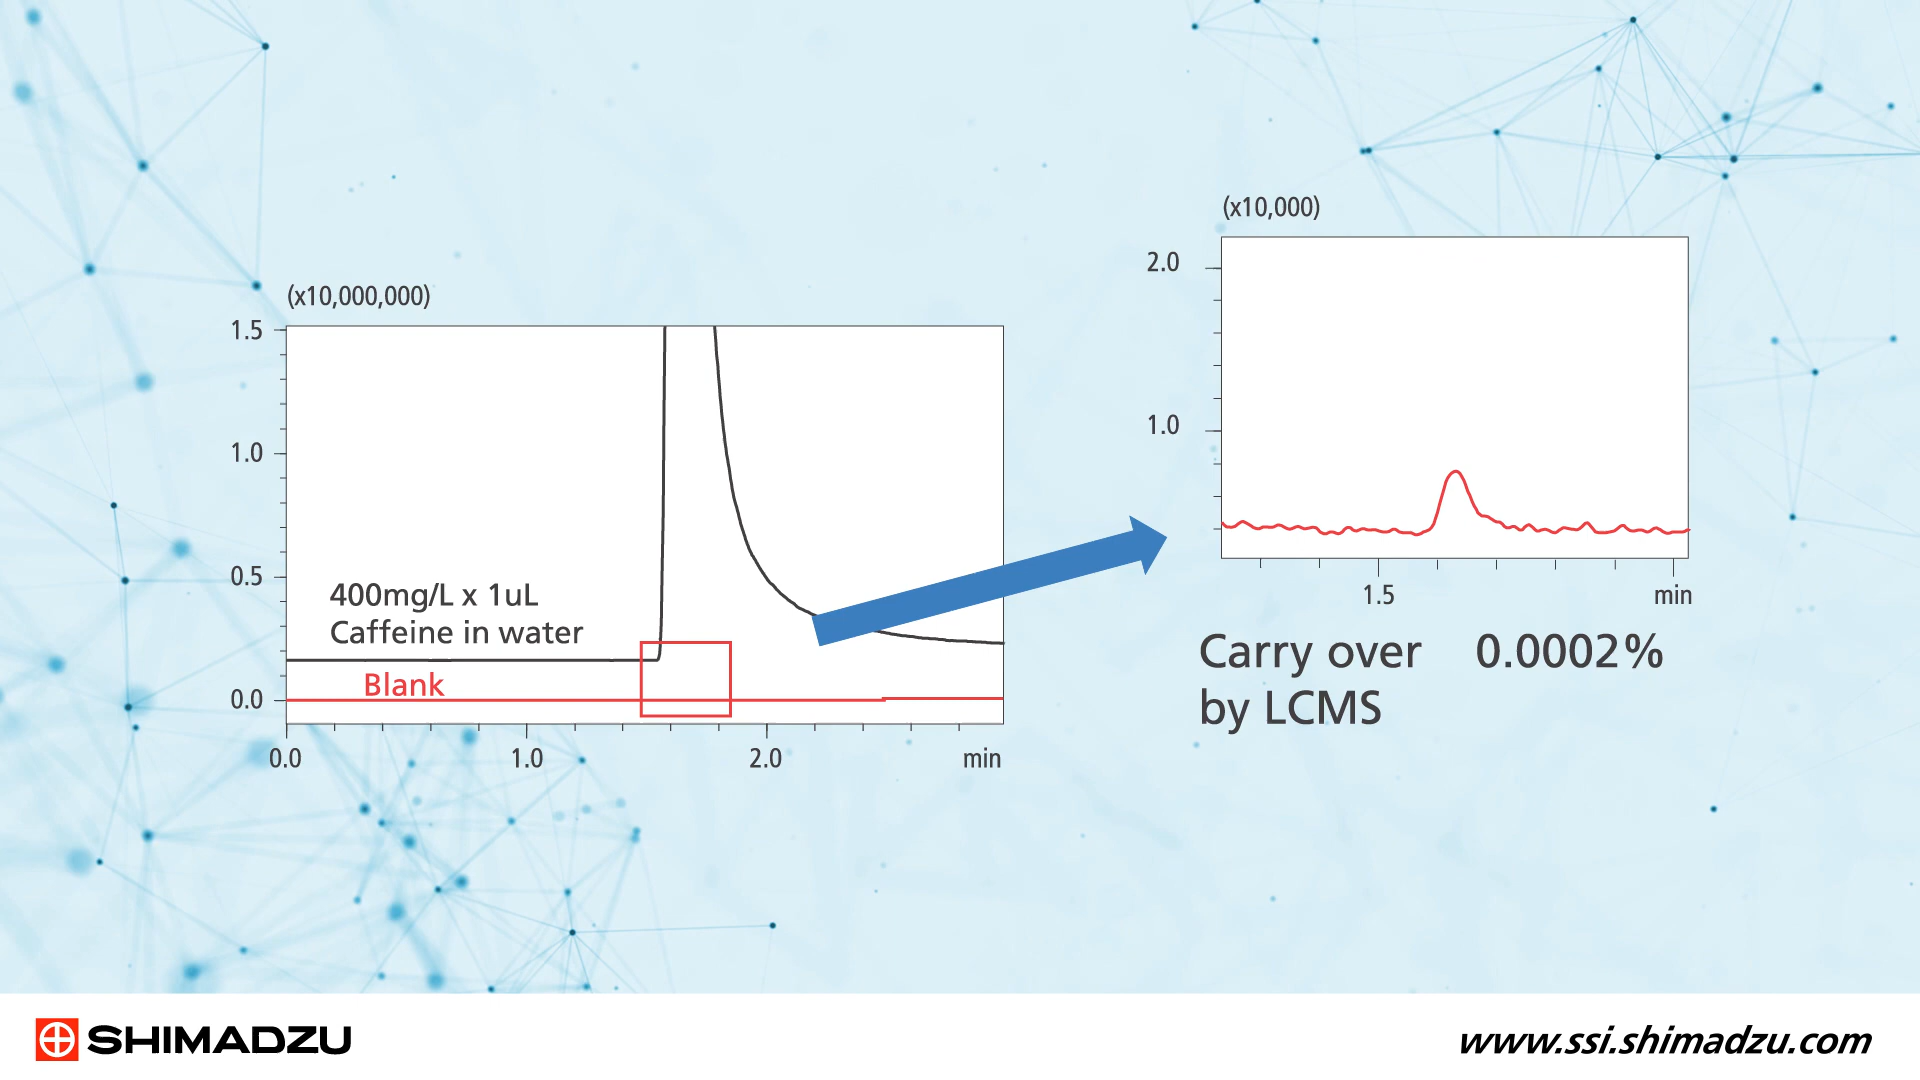 (x10,000,000)
1.5
1.0
0.5
0.0
400mg/L x 1uL
Caffeine in water
Blank
0.0 1.0 2.0 min
(x10,000)
2.0
1.0
1.5 min
Carry over 0.0002%
by LCMS
SHIMADZU
www.ssi.shimadzu.com